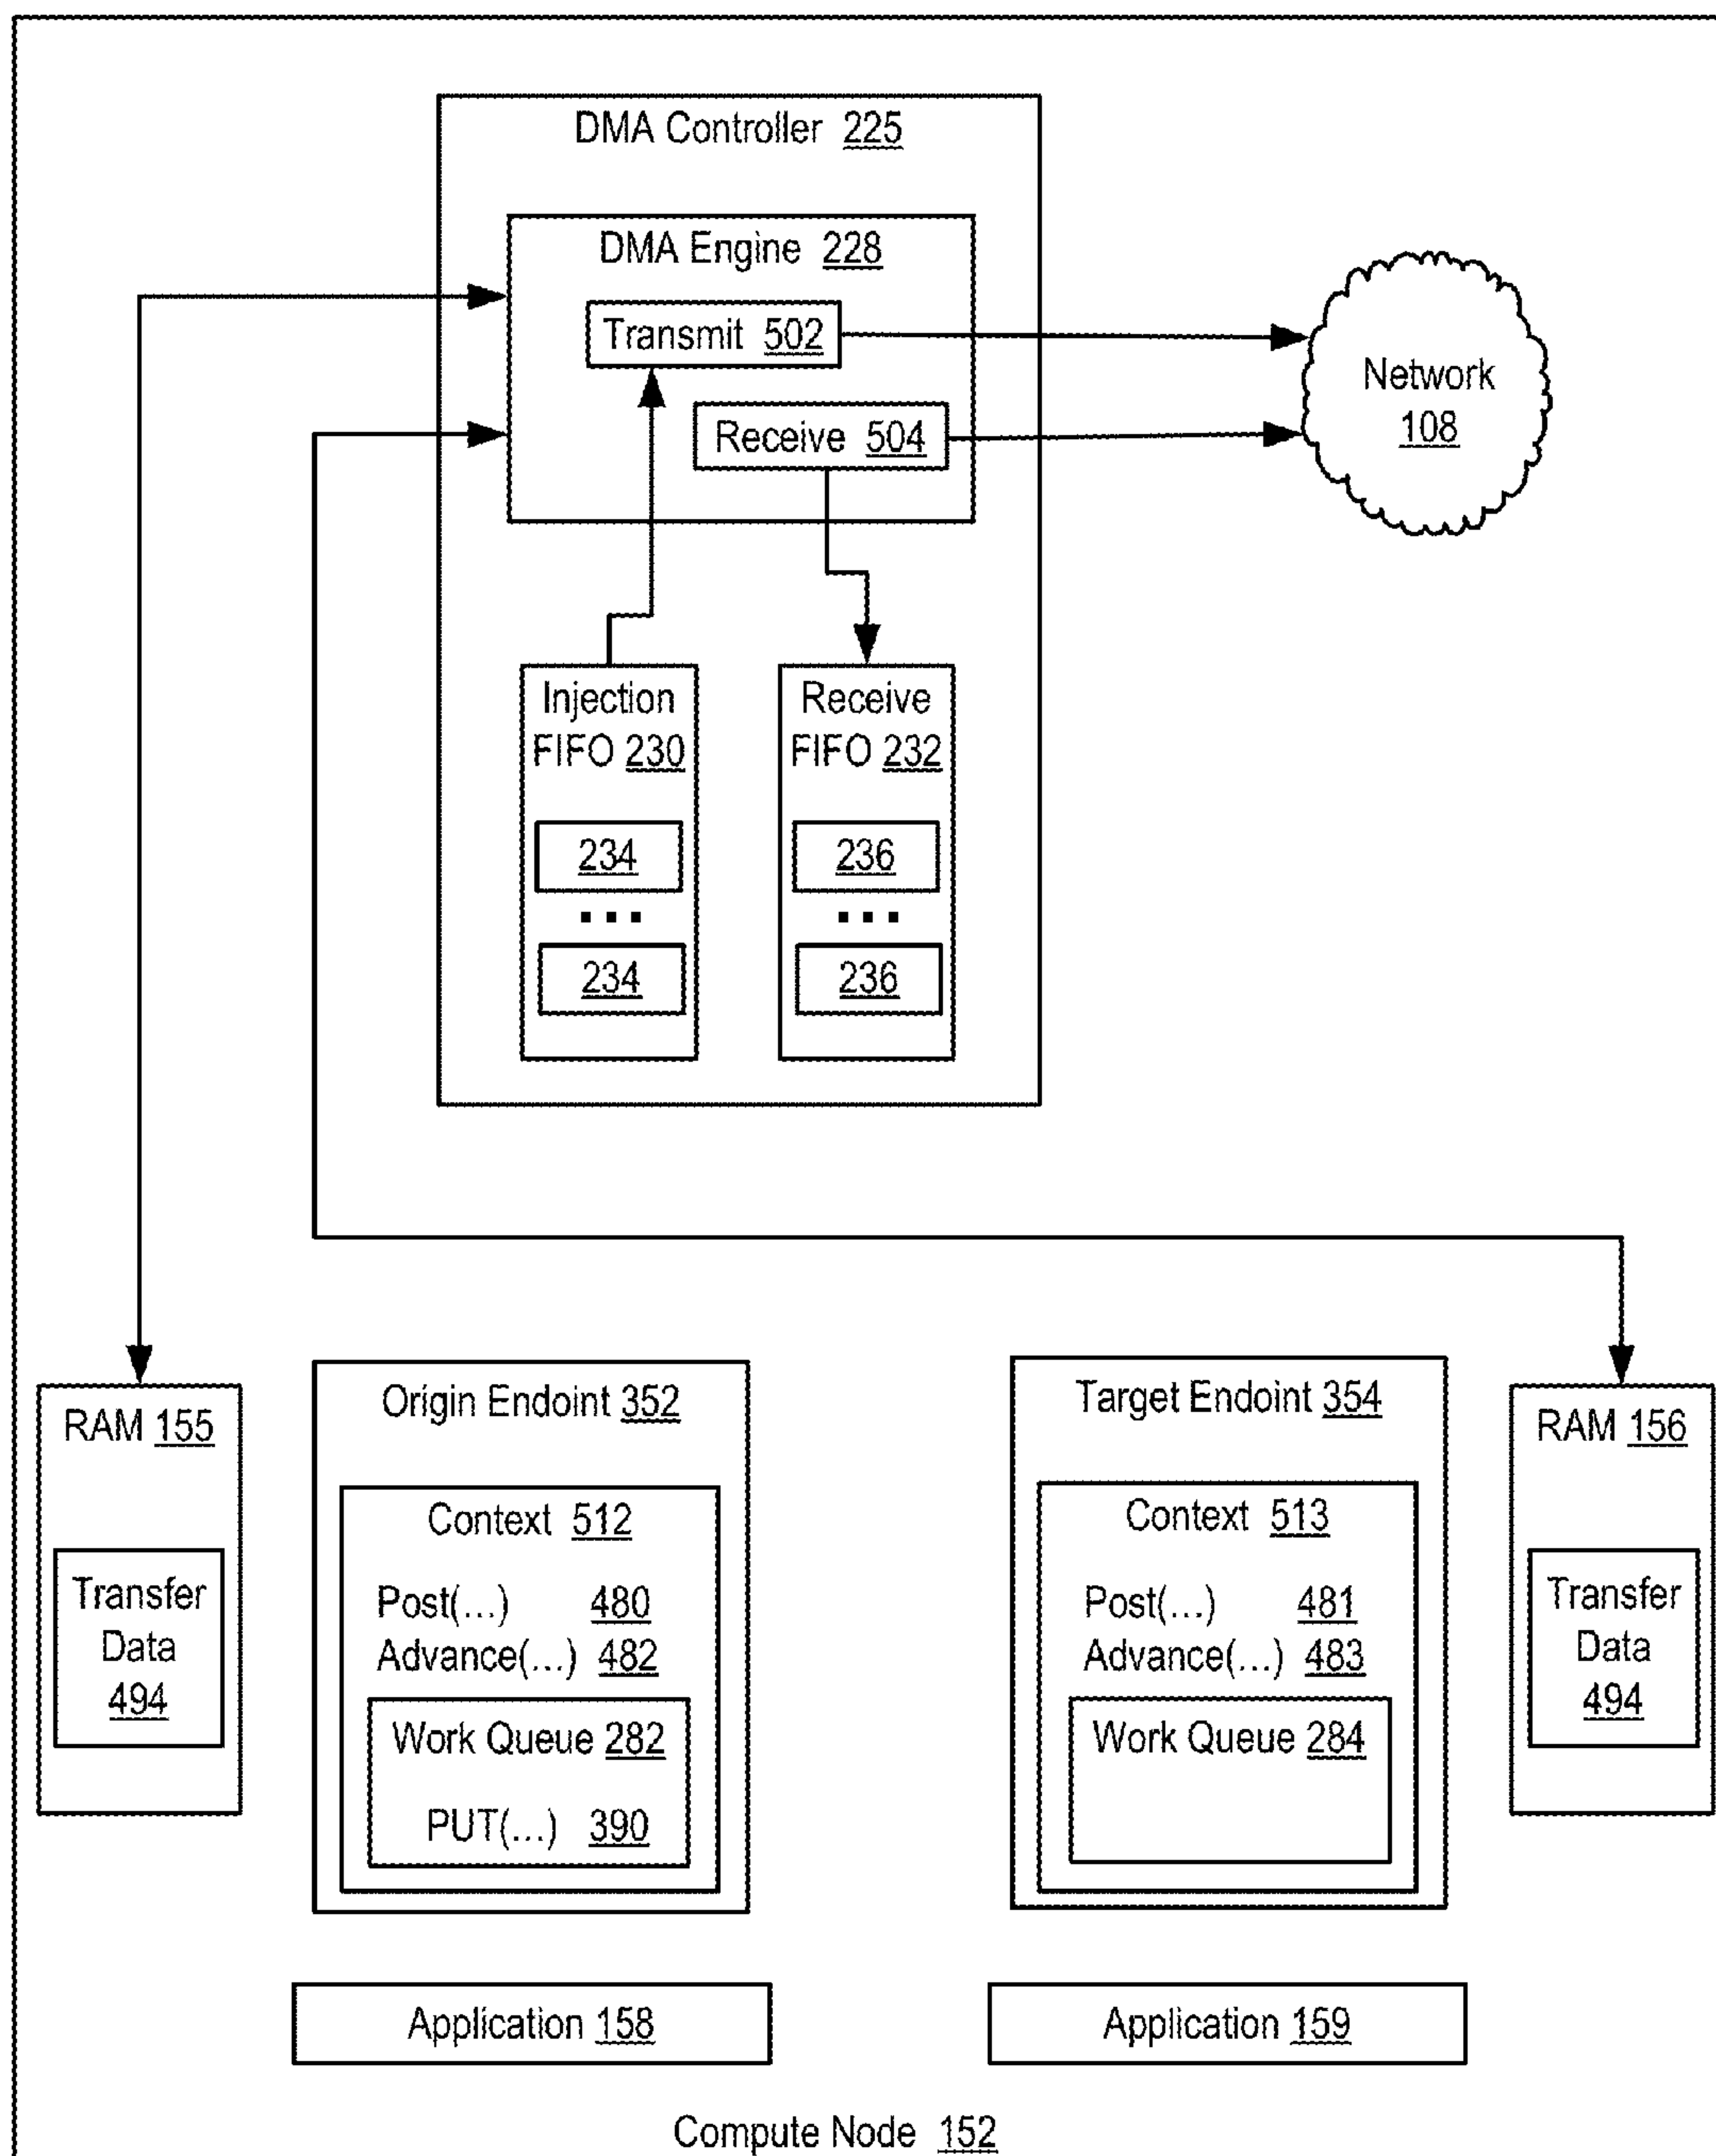 DMA Controller 225
DMA Engine 228
Transmit 502
Receive 504
Network
108
Injection
FIFO 230
234
...
234
Receive
FIFO 232
236
...
236
RAM 155
Transfer
Data
494
Origin Endoint 352
Context 512
Post(...) 480
Advance(...) 482
Work Queue 282
PUT(...) 390
Target Endoint 354
Context 513
Post(...) 481
Advance(...) 483
Work Queue 284
RAM 156
Transfer
Data
494
Application 158
Application 159
Compute Node 152